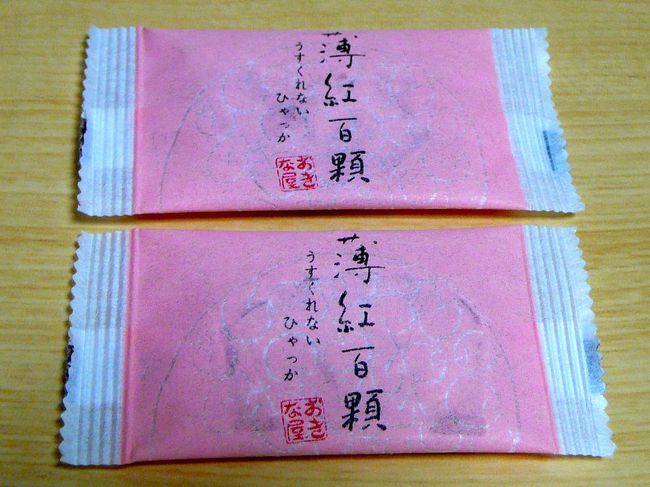 薄紅百顆
うすくれない
ひゃっか
おき
な屋
薄紅百顆
うすくれない
ひゃっか
おき
な屋